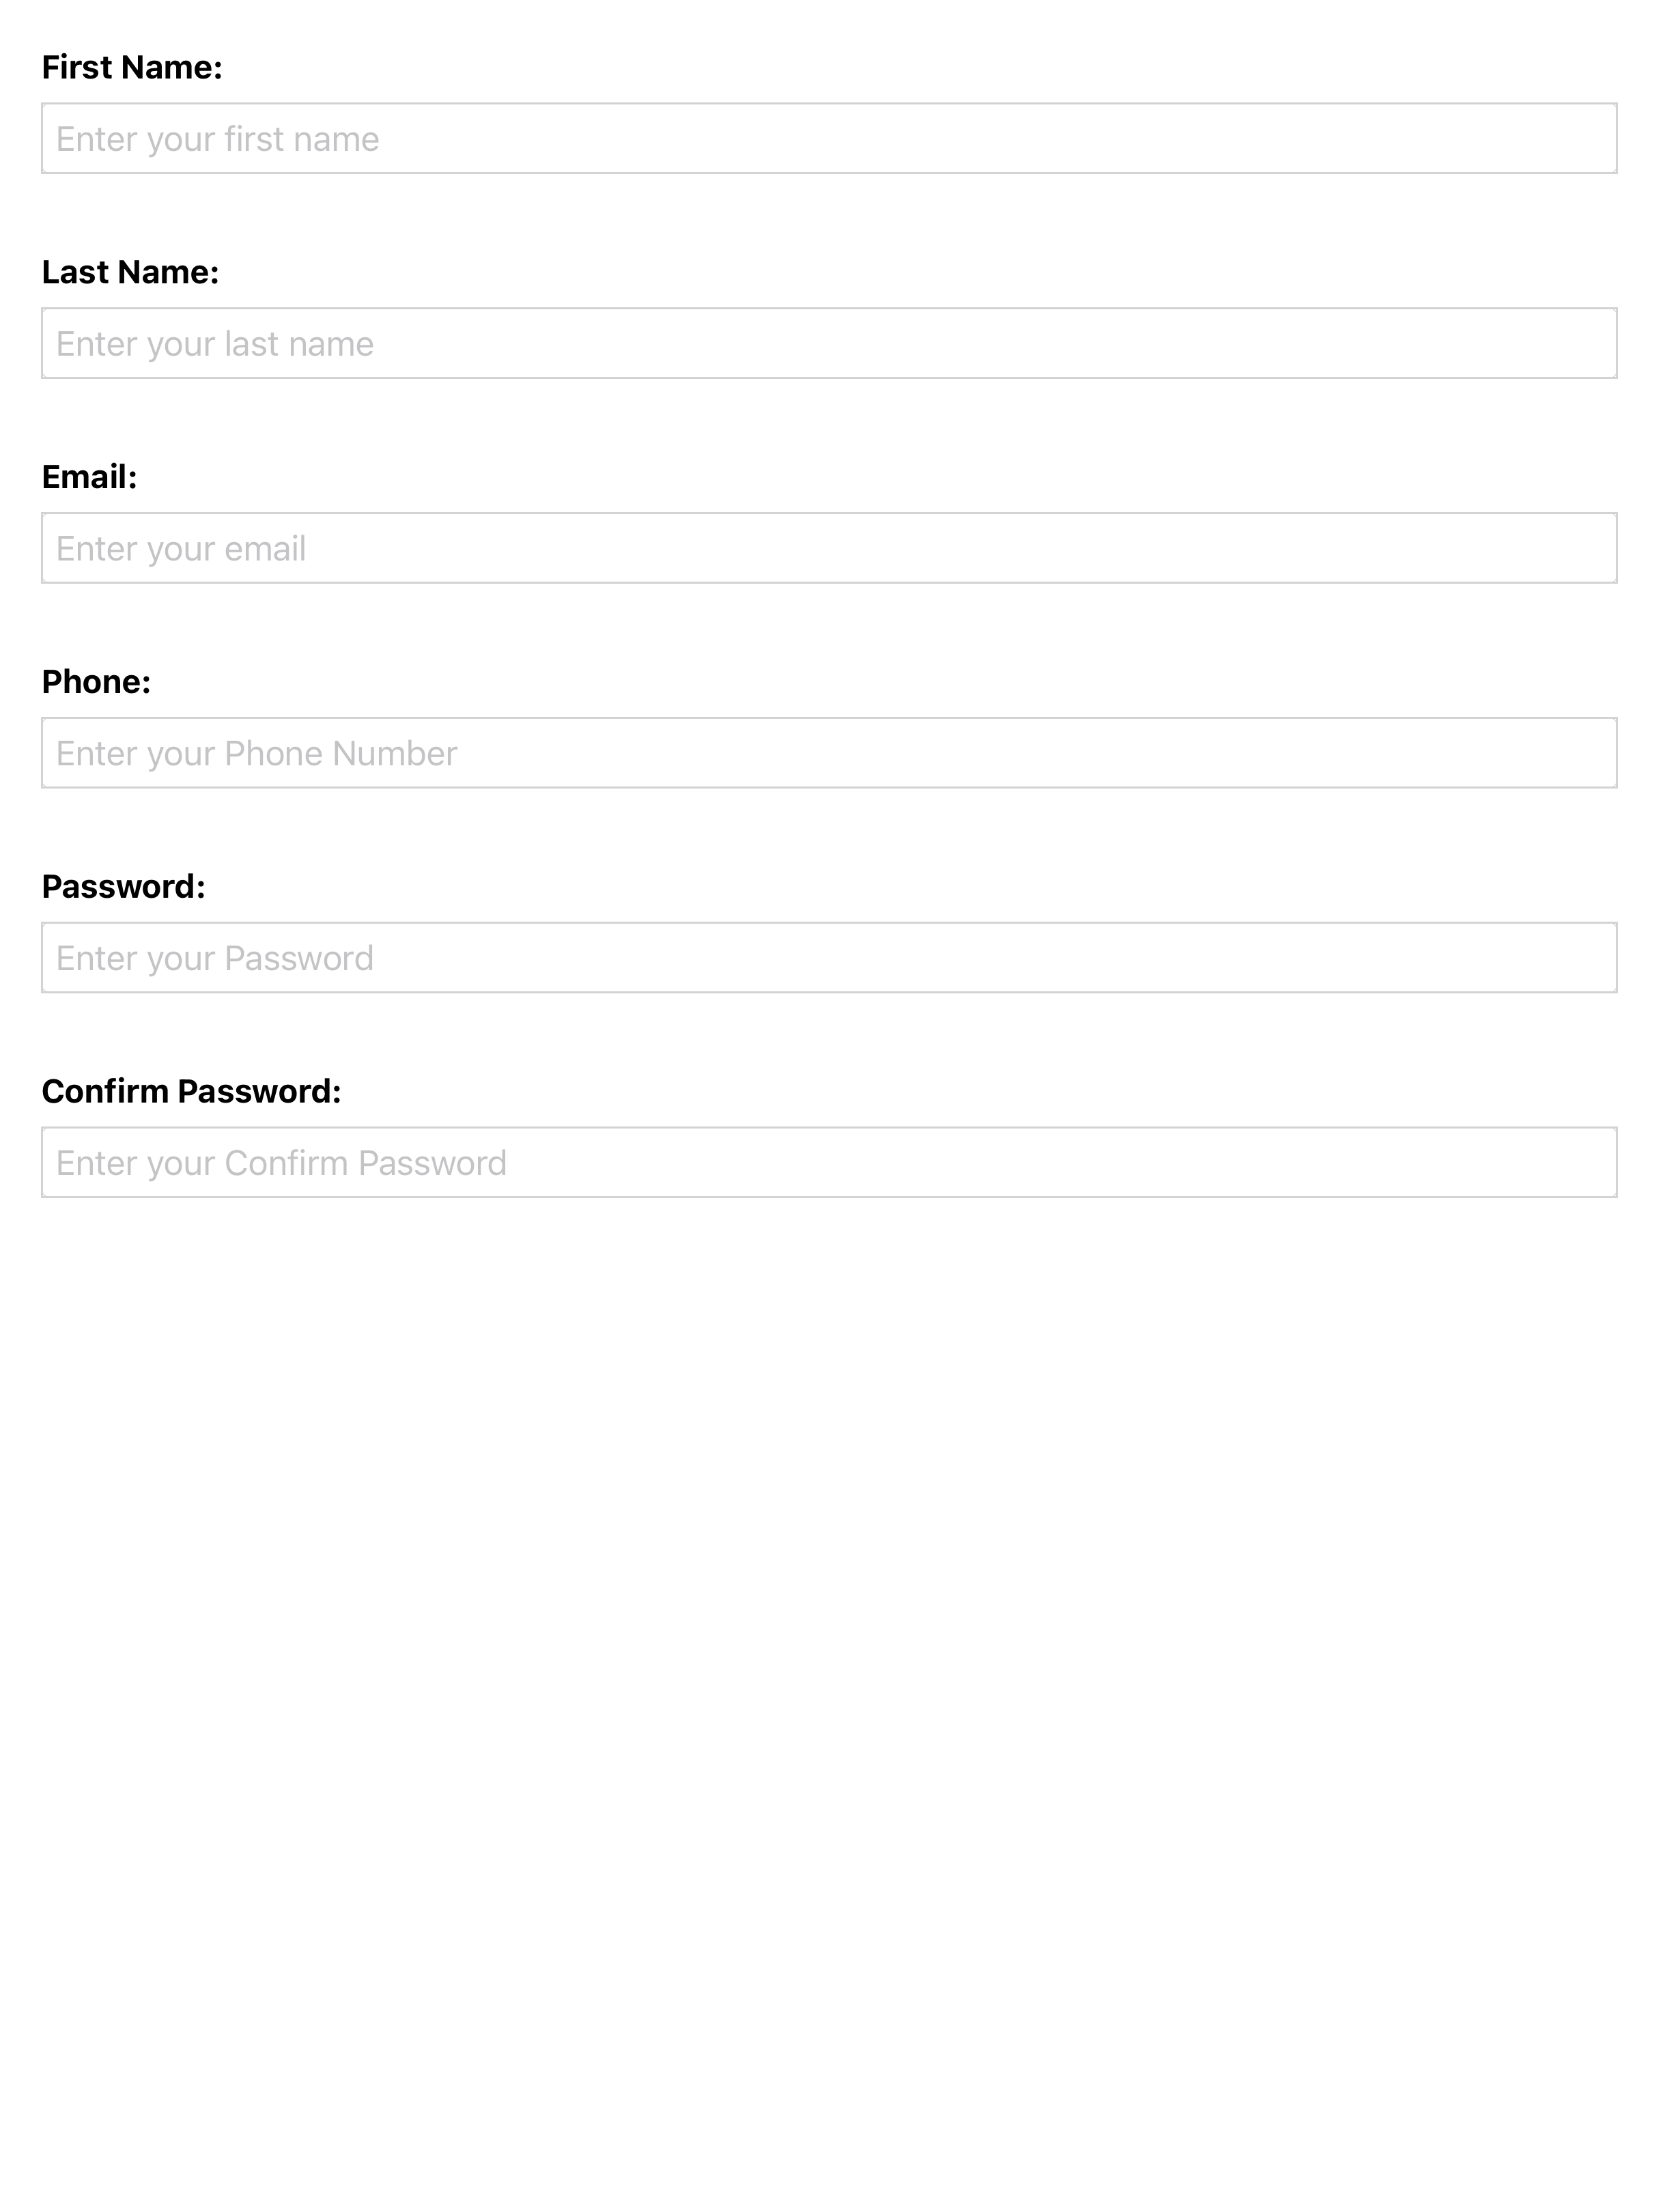 First Name:
Enter your first name
Last Name:
Enter your last name
Email:
Enter your email
Phone:
Enter your Phone Number
Password:
Enter your Password
Confirm Password:
Enter your Confirm Password